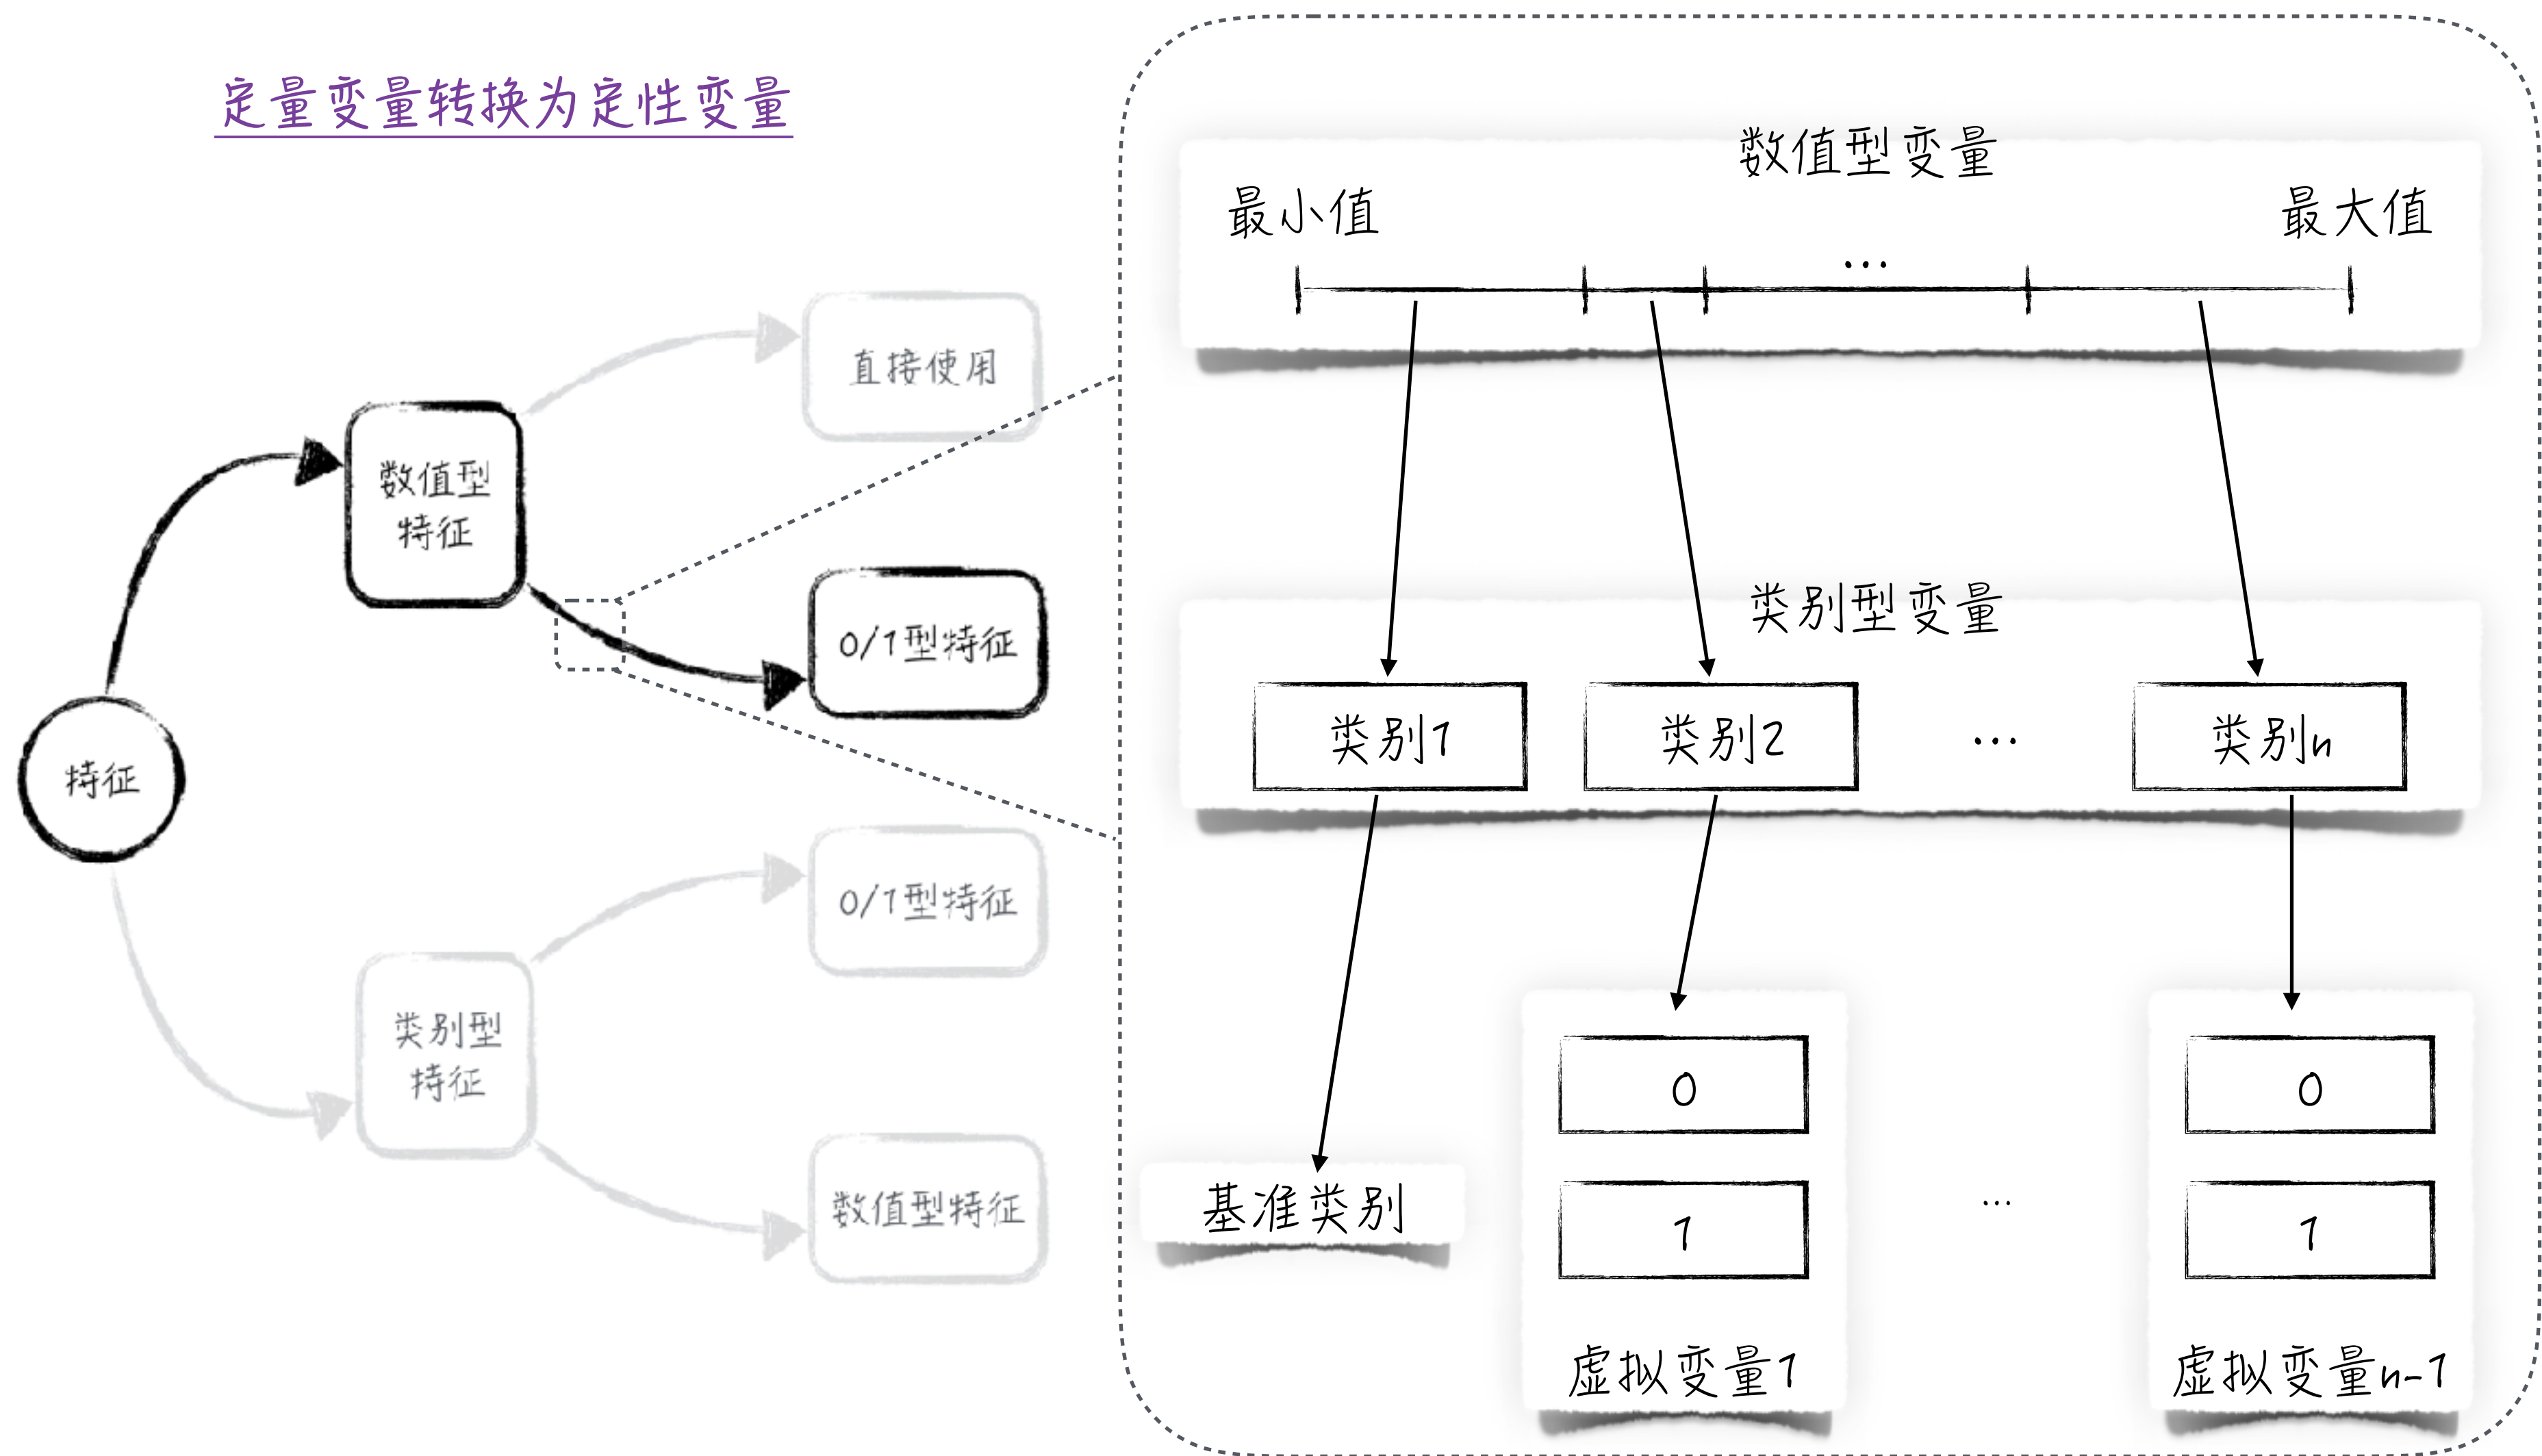 定量变量转换为定性变量
直接使用
数值型
特征
0/1型特征
特征
0/1型特征
类别型
特征
数值型特征
数值型变量
最小值
最大值
...
类别型变量
类别1
类别2
...
类别n
基准类别
0
1
虚拟变量1
...
0
1
虚拟变量n-1